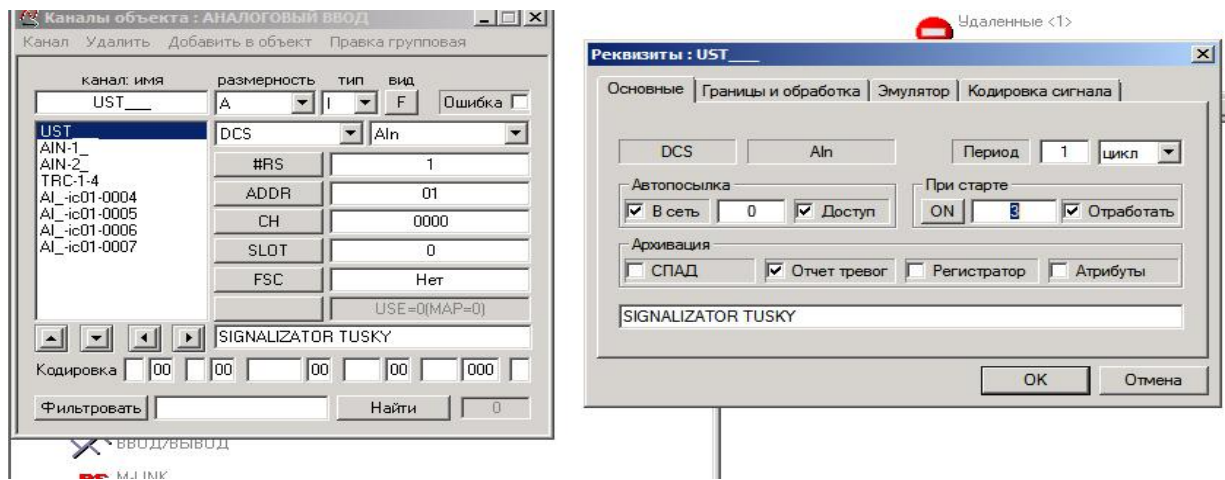 Каналы объекта : АНАЛОГОВЫЙ ВВОД
Канал Удалить Добавить в объект Правка групповая
канал: имя размерность тип вид
UST___ A I F Ошибка
UST___ DCS AIn
AIN-1_
AIN-2_
TRC-1-4
AI_-ic01-0004
AI_-ic01-0005
AI_-ic01-0006
AI_-ic01-0007
#RS 1
ADDR 01
CH 0000
SLOT 0
FSC Нет
USE=0(MAP=0)
SIGNALIZATOR TUSKY
Кодировка 00 00 00 00 000
Фильтровать Найти 0
ВВОД/ВЫВОД
M-LINK
Удаленные <1>
Реквизиты : UST___
Основные Границы и обработка Эмулятор Кодировка сигнала
DCS AIn Период 1 цикл
Автопосылка При старте
В сеть 0 Доступ ON 3 Отработать
Архивация
СПАД Отчет тревог Регистратор Атрибуты
SIGNALIZATOR TUSKY
OK Отмена